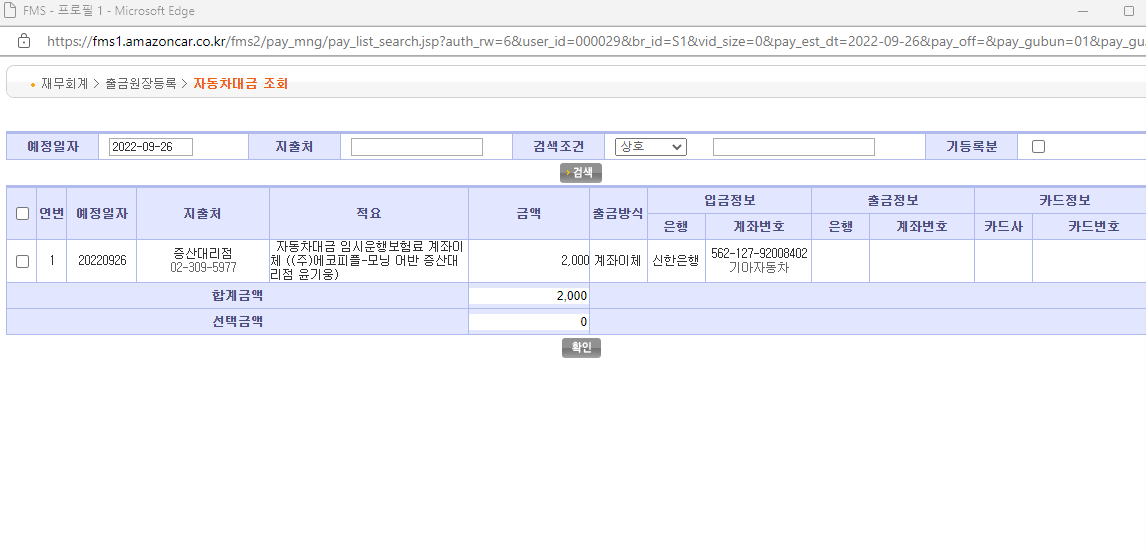 FMS - 프로필 1 - Microsoft Edge
https://fms1.amazoncar.co.kr/fms2/pay_mng/pay_list_search.jsp?auth_rw=6&user_id=000029&br_id=S1&vid_size=0&pay_est_dt=2022-09-26&pay_off=&pay_gubun=01&pay_gu
재무회계 > 출금원장등록 > 자동차대금 조회
예정일자 2022-09-26 지출처 검색조건 상호 기등록분
검색
연번 예정일자 지출처 적요 금액 출금방식 입금정보 출금정보 카드정보
은행 계좌번호 은행 계좌번호 카드사 카드번호
1 20220926 증산대리점 02-309-5977 자동차대금 임시운행보험료 계좌이
체 ((주)에코피플-모닝 어반 증산대
리점 윤기웅) 2,000 계좌이체 신한은행 562-127-92008402 기아자동차
합계금액 2,000
선택금액 0
확인